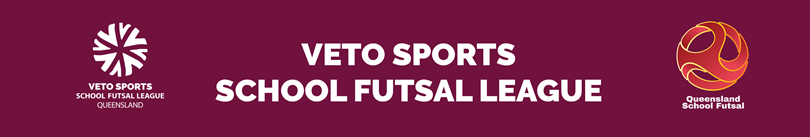 VETO SPORTS
SCHOOL FUTSAL LEAGUE
QUEENSLAND
VETO SPORTS
SCHOOL FUTSAL LEAGUE
Queensland
School Futsal